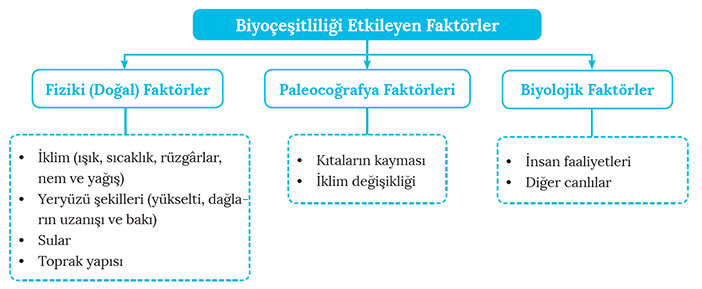 Biyoçeşitliliği Etkileyen Faktörler
Fiziki (Doğal) Faktörler
• İklim (ışık, sıcaklık, rüzgârlar,
nem ve yağış)
• Yeryüzü şekilleri (yükselti, dağla-
rın uzanışı ve bakı)
• Sular
• Toprak yapısı
Paleocoğrafya Faktörleri
• Kıtaların kayması
• İklim değişikliği
Biyolojik Faktörler
• İnsan faaliyetleri
• Diğer canlılar